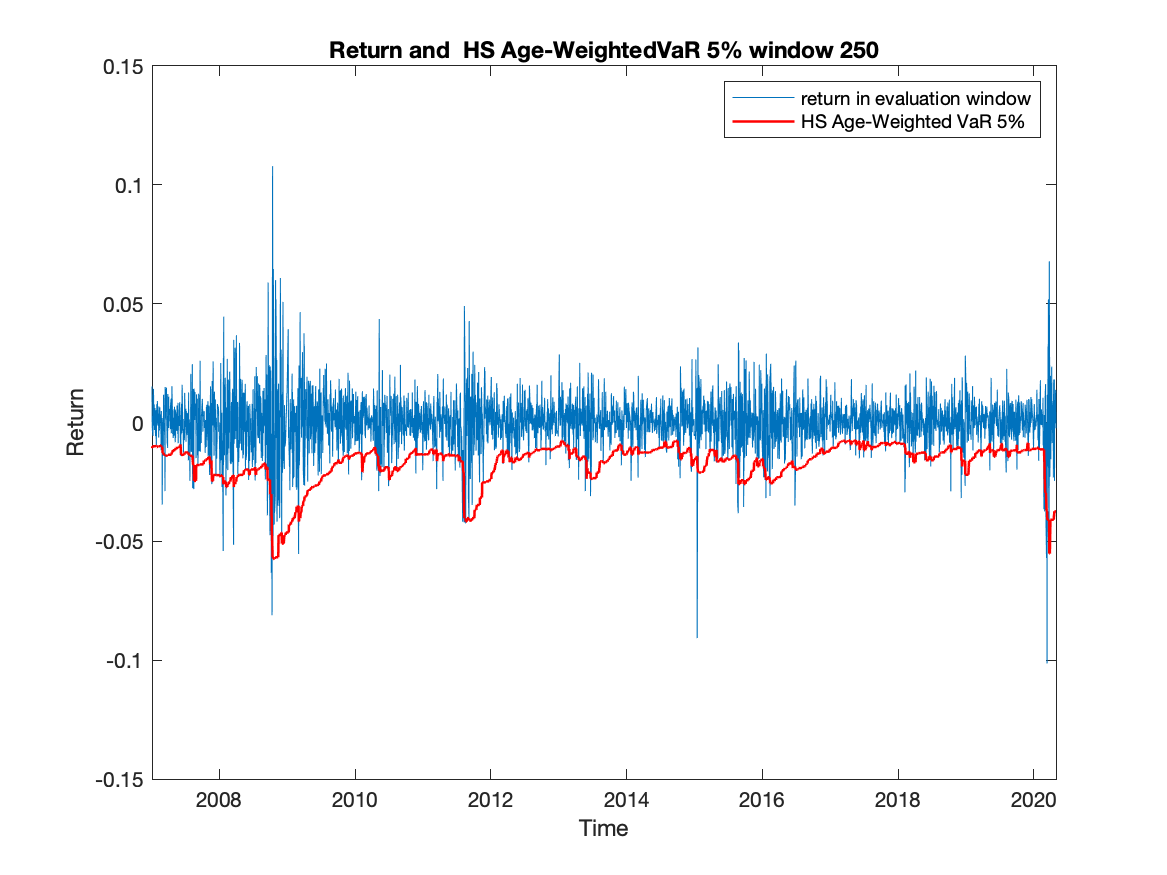 Return and  HS Age-WeightedVaR 5% window 250
0.15
return in evaluation window
HS Age-Weighted VaR 5%
0.1
0.05
0
-0.05
-0.1
-0.15
Return
2008 2010 2012 2014 2016 2018 2020
Time